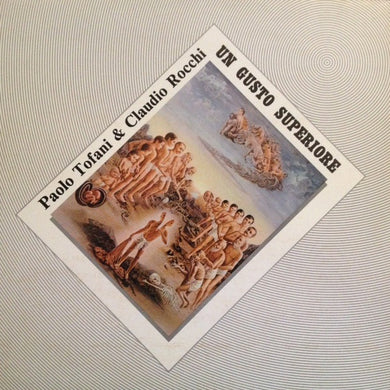 Paolo Tofani & Claudio Rocchi
UN GUSTO SUPERIORE